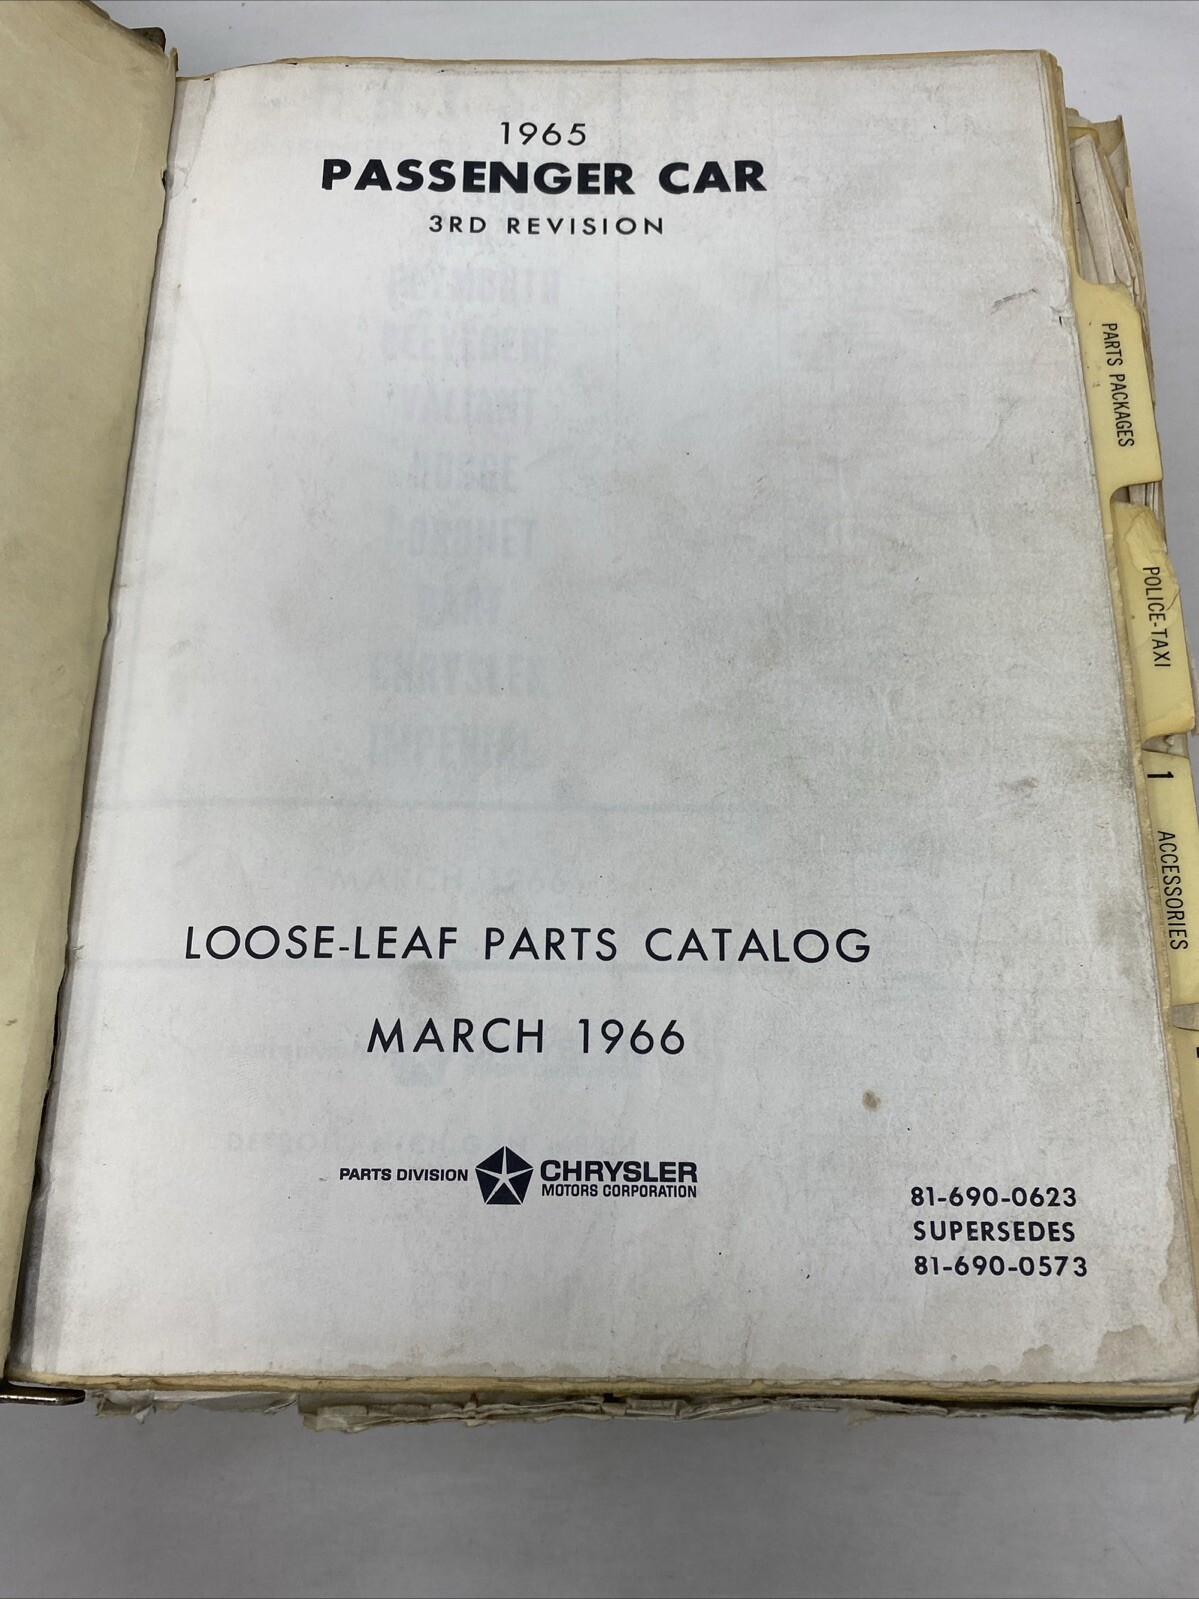 1965
PASSENGER CAR
3RD REVISION
PARTS PACKAGES
POLICE-TAXI
1
ACCESSORIES
LOOSE-LEAF PARTS CATALOG
MARCH 1966
PARTS DIVISION CHRYSLER
MOTORS CORPORATION
81-690-0623
SUPERSEDES
81-690-0573